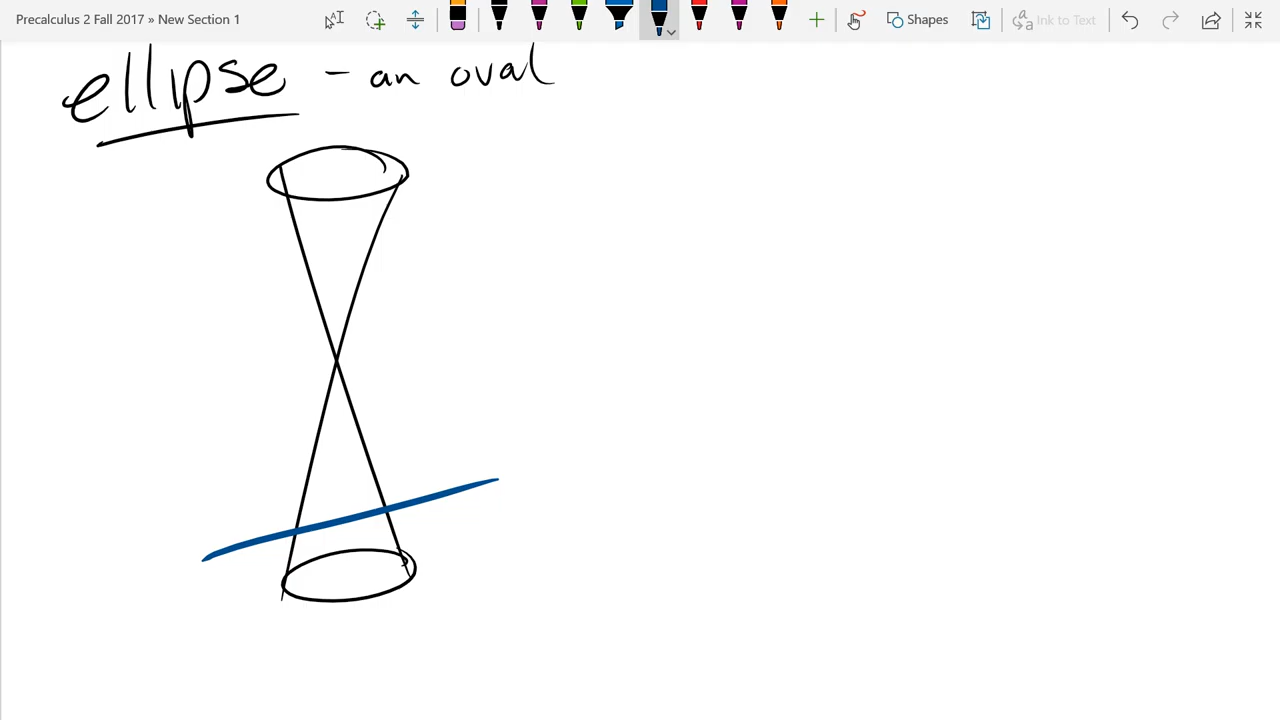 Precalculus 2 Fall 2017 » New Section 1
Shapes
Ink to Text
ellipse - an oval